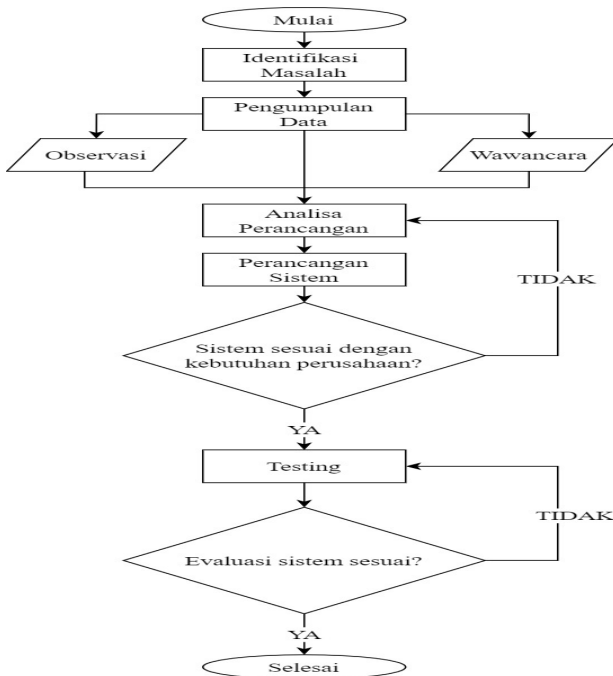 Mulai
Identifikasi
Masalah
Pengumpulan
Data
Observasi
Wawancara
Analisa
Perancangan
Perancangan
Sistem
TIDAK
Sistem sesuai dengan
kebutuhan perusahaan?
YA
Testing
TIDAK
Evaluasi sistem sesuai?
YA
Selesai